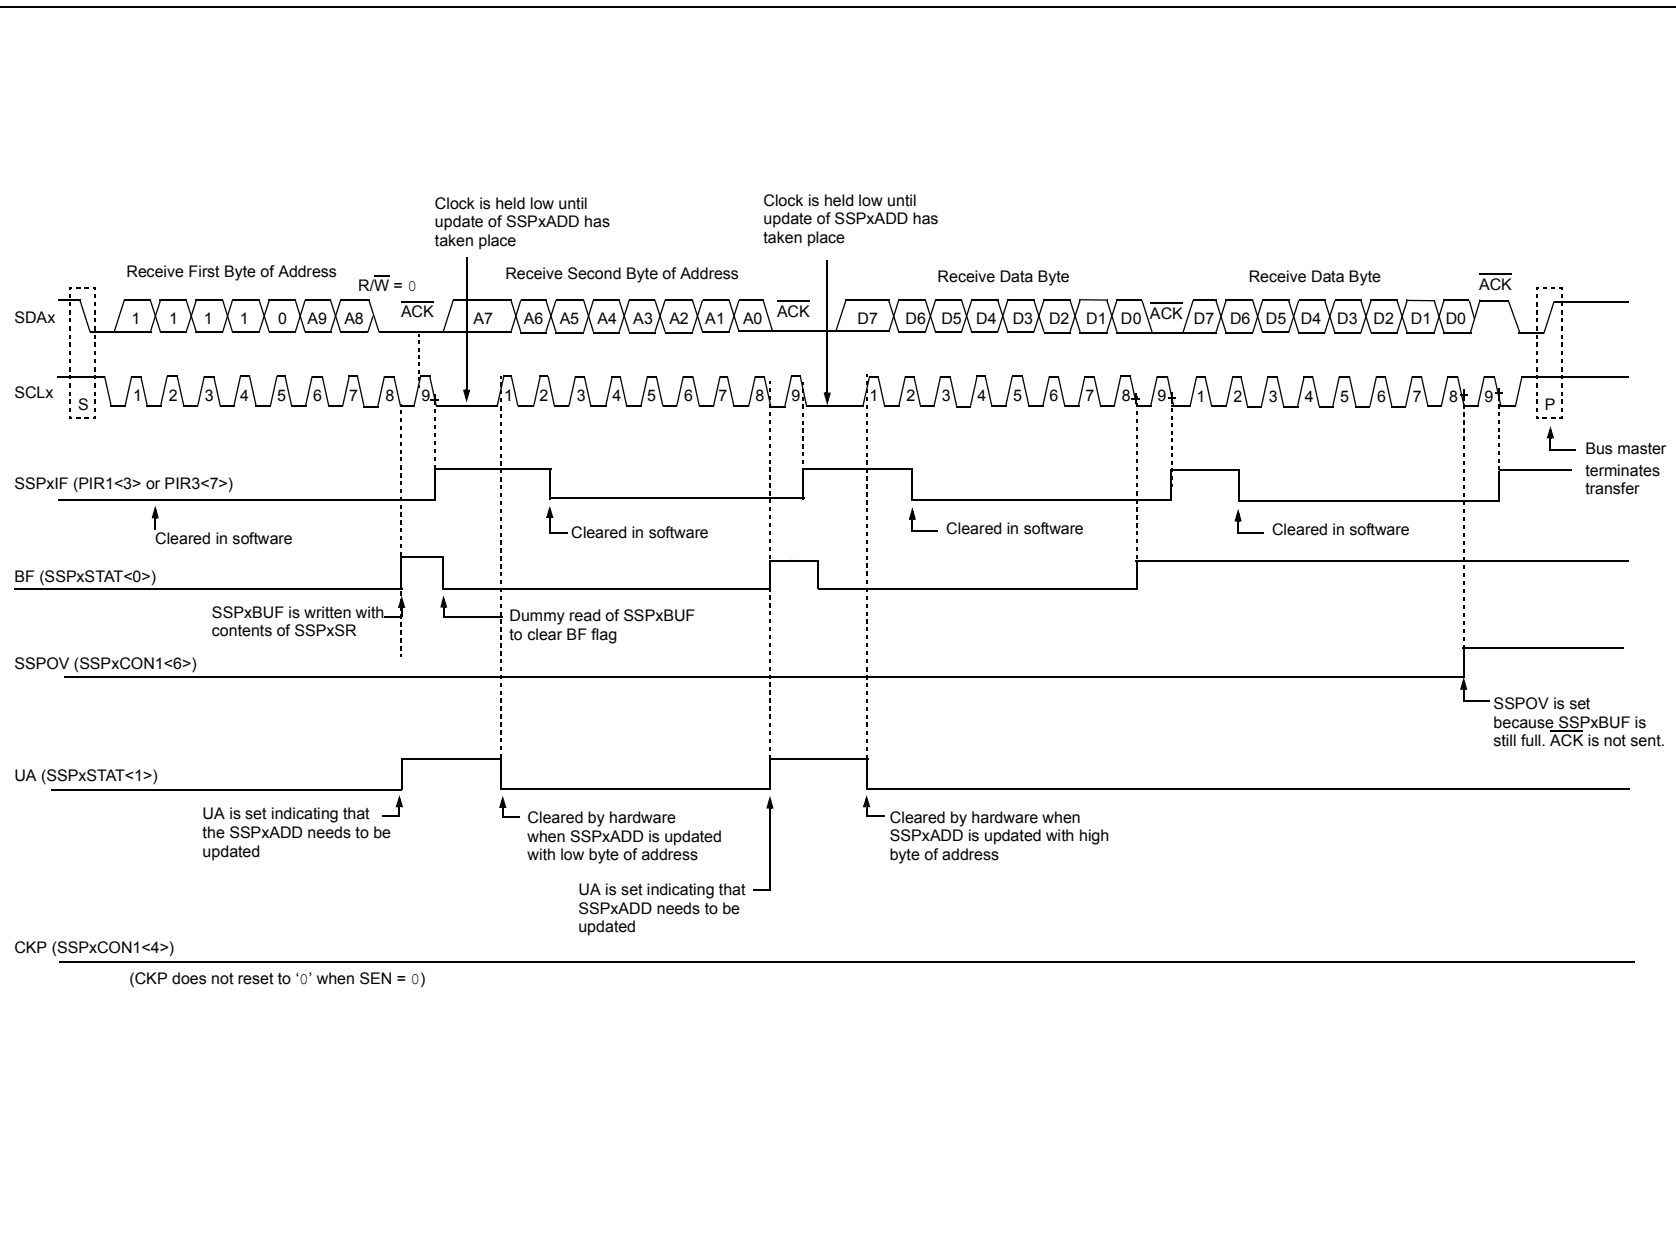 Clock is held low until
update of SSPxADD has
taken place
Clock is held low until
update of SSPxADD has
taken place
Receive First Byte of Address
R/W = 0
Receive Second Byte of Address
Receive Data Byte
Receive Data Byte
ACK
SDAx
1 1 1 1 0 A9 A8
ACK
A7 A6 A5 A4 A3 A2 A1 A0
ACK
D7 D6 D5 D4 D3 D2 D1 D0
ACK
D7 D6 D5 D4 D3 D2 D1 D0
SCLx
S
1 2 3 4 5 6 7 8 9
1 2 3 4 5 6 7 8 9
1 2 3 4 5 6 7 8 9
1 2 3 4 5 6 7 8 9
P
Bus master
terminates
transfer
SSPxIF (PIR1<3> or PIR3<7>)
Cleared in software
Cleared in software
Cleared in software
Cleared in software
BF (SSPxSTAT<0>)
SSPxBUF is written with
contents of SSPxSR
Dummy read of SSPxBUF
to clear BF flag
SSPOV (SSPxCON1<6>)
SSPOV is set
because SSPxBUF is
still full. ACK is not sent.
UA (SSPxSTAT<1>)
UA is set indicating that
the SSPxADD needs to be
updated
Cleared by hardware
when SSPxADD is updated
with low byte of address
UA is set indicating that
SSPxADD needs to be
updated
Cleared by hardware when
SSPxADD is updated with high
byte of address
CKP (SSPxCON1<4>)
(CKP does not reset to ‘0’ when SEN = 0)